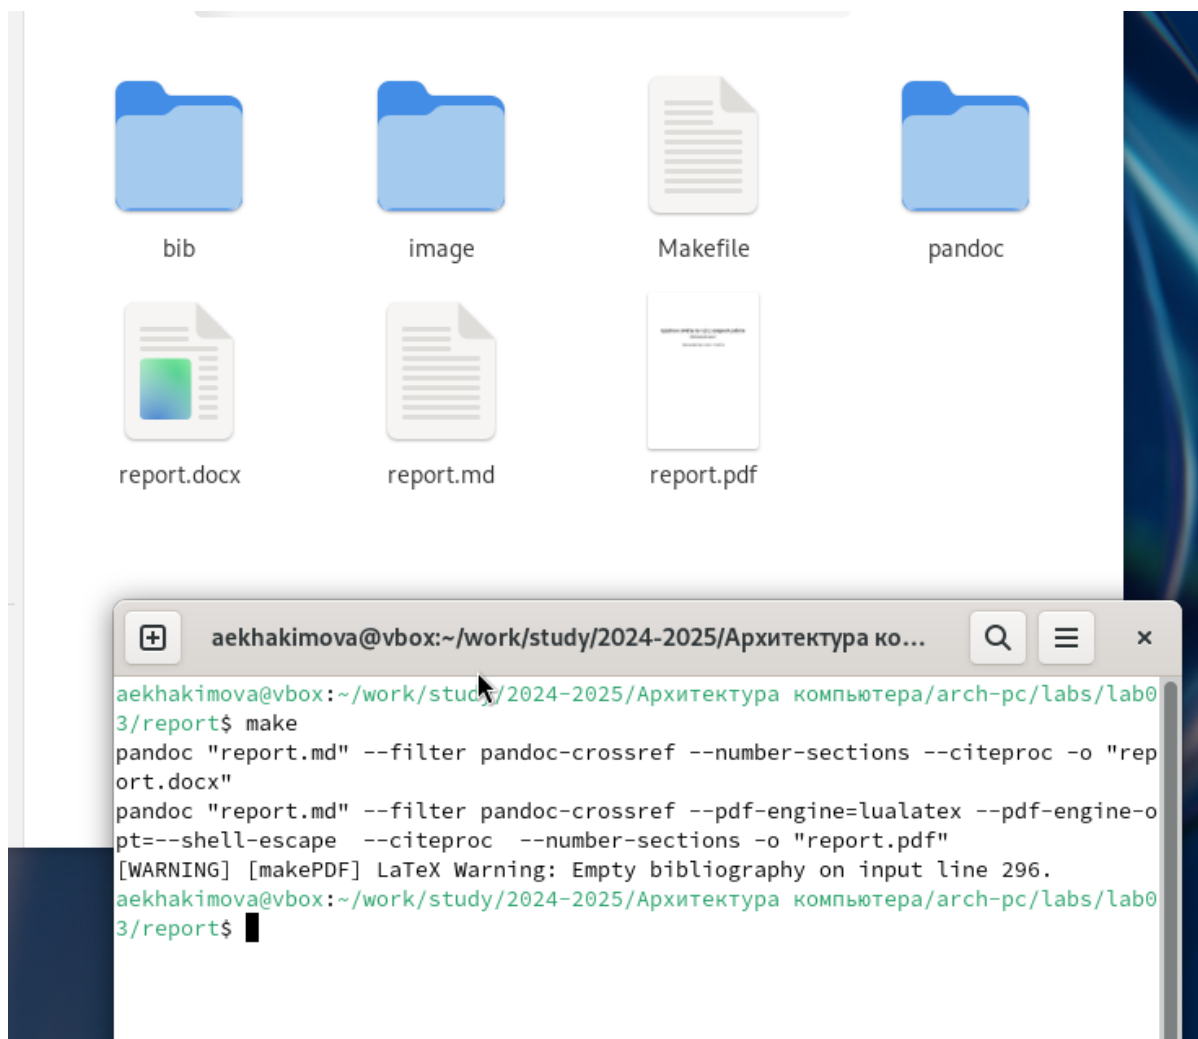 bib
image
Makefile
pandoc
report.docx
report.md
report.pdf
aekhakimova@vbox:~/work/study/2024-2025/Архитектура ко...
aekhakimova@vbox:~/work/study/2024-2025/Архитектура компьютера/arch-pc/labs/lab0
3/report$ make
pandoc "report.md" --filter pandoc-crossref --number-sections --citeproc -o "rep
ort.docx"
pandoc "report.md" --filter pandoc-crossref --pdf-engine=lualatex --pdf-engine-o
pt=--shell-escape  --citeproc  --number-sections -o "report.pdf"
[WARNING] [makePDF] LaTeX Warning: Empty bibliography on input line 296.
aekhakimova@vbox:~/work/study/2024-2025/Архитектура компьютера/arch-pc/labs/lab0
3/report$